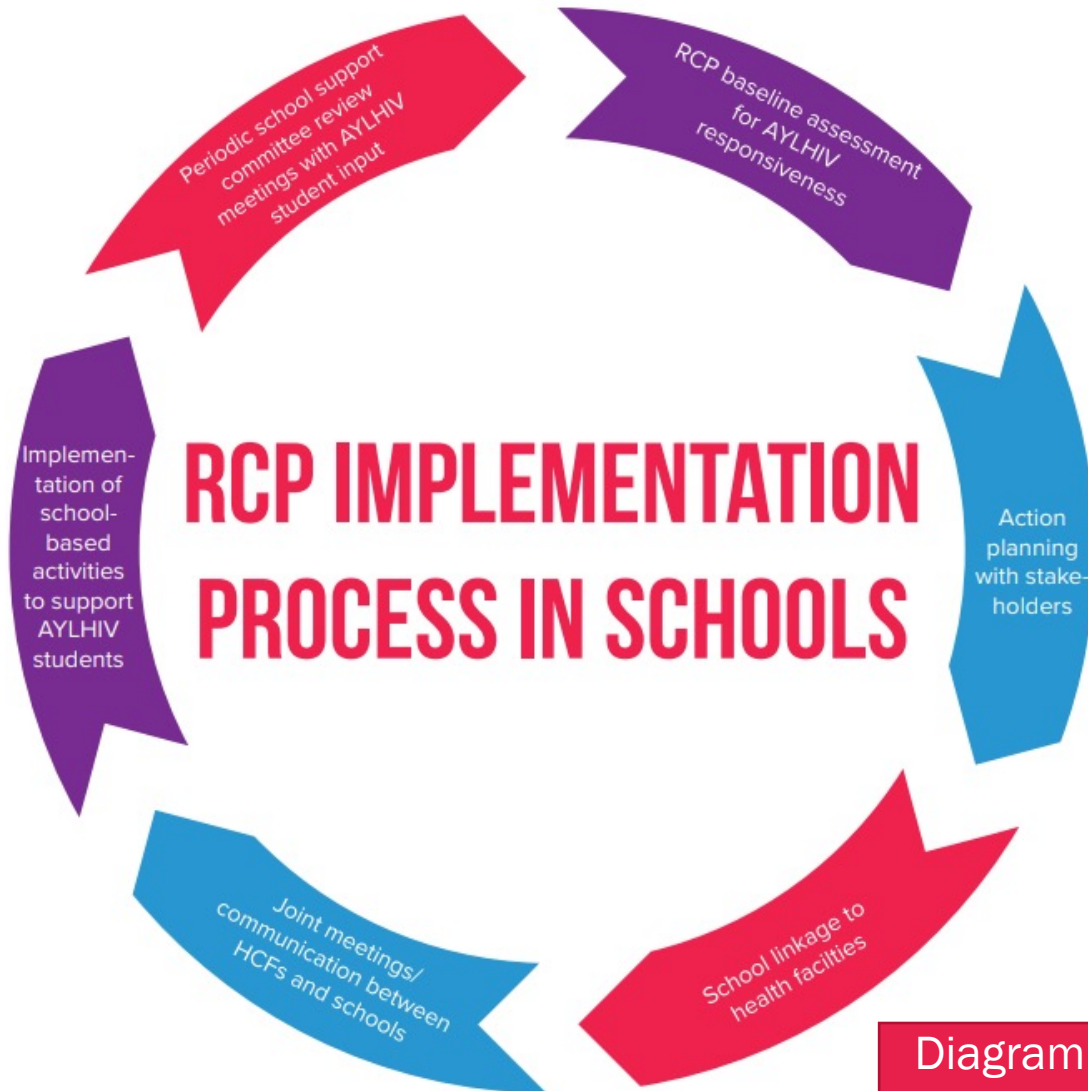 RCP IMPLEMENTATION
PROCESS IN SCHOOLS
RCP baseline assessment
for AYLHIV
responsiveness
Action
planning
with stake-
holders
School linkage to
health facilties
Joint meetings/
communication between
HCFs and schools
Implemen-
tation of
school-
based
activities
to support
AYLHIV
students
Periodic school support
committee review
meetings with AYLHIV
student input
Diagram